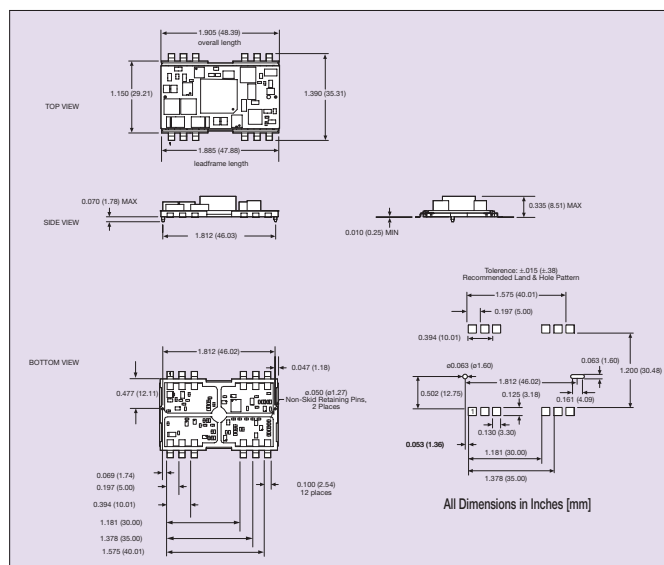 1.905 (48.39)
overall length
1.150 (29.21)
1.390 (35.31)
TOP VIEW
1.885 (47.88)
leadframe length
0.070 (1.78) MAX
SIDE VIEW
1.812 (46.03)
0.335 (8.51) MAX
0.010 (0.25) MIN
Tolerence: ±.015 (±.38)
Recommended Land & Hole Pattern
1.575 (40.01)
0.197 (5.00)
0.394 (10.01)
BOTTOM VIEW
1.812 (46.02)
0.047 (1.18)
0.477 (12.11)
ø.050 (ø1.27)
Non-Skid Retaining Pins,
2 Places
ø0.063 (ø1.60)
0.063 (1.60)
1.812 (46.02)
1.200 (30.48)
0.502 (12.75)
0.161 (4.09)
0.125 (3.18)
1
0.130 (3.30)
0.053 (1.36)
1.181 (30.00)
1.378 (35.00)
0.069 (1.74)
0.197 (5.00)
0.394 (10.01)
0.100 (2.54)
12 places
1.181 (30.00)
1.378 (35.00)
1.575 (40.01)
All Dimensions in Inches [mm]